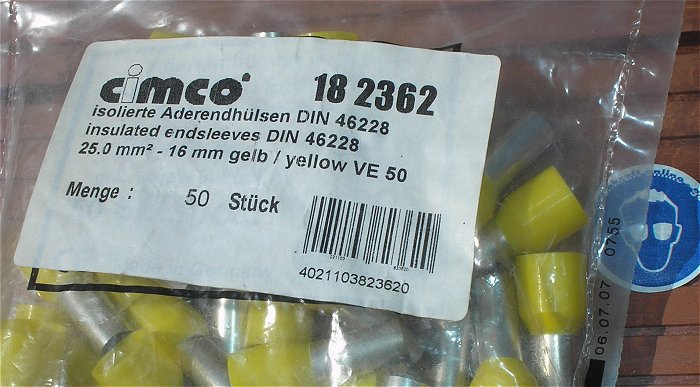 cimco® 18 2362
isolierte Aderendhülsen DIN 46228
insulated endsleeves DIN 46228
25.0 mm² - 16 mm gelb / yellow VE 50
Menge : 50 Stück
4021103823620
06.07.07 0755